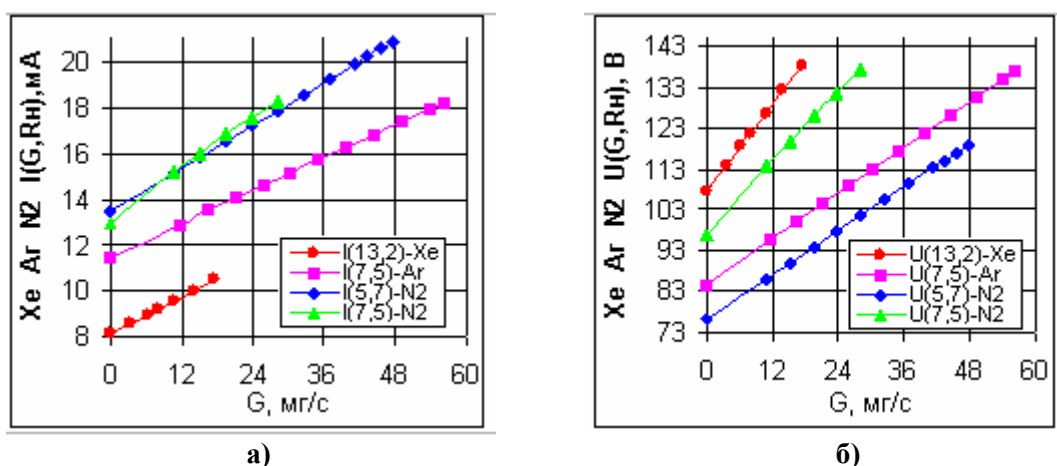 Xe Ar N2 I(G,Rн),мА
20
18
16
14
12
10
8
I(13,2)-Xe
I(7,5)-Ar
I(5,7)-N2
I(7,5)-N2
0 12 24 36 48 60
G, мг/с
а)
Xe Ar N2 U(G,Rн), В
143
133
123
113
103
93
83
73
U(13,2)-Xe
U(7,5)-Ar
U(5,7)-N2
U(7,5)-N2
0 12 24 36 48 60
G, мг/с
б)